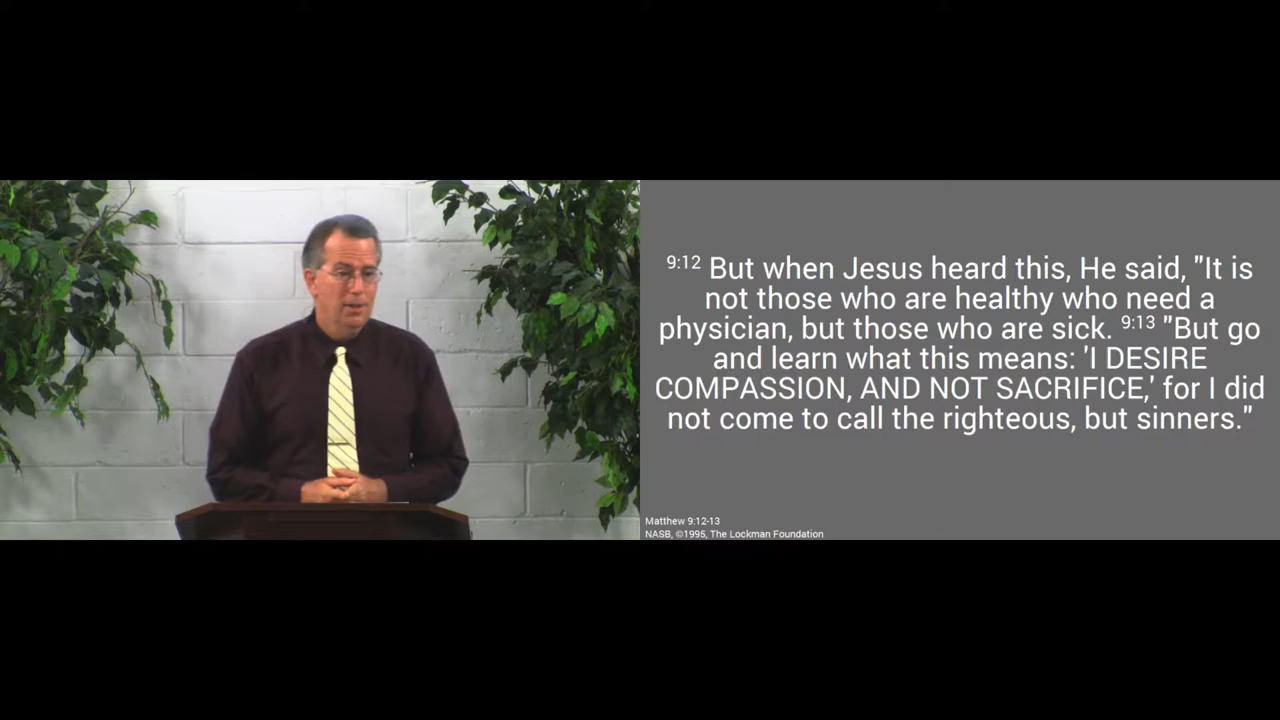 9:12 But when Jesus heard this, He said, "It is
not those who are healthy who need a
physician, but those who are sick. 9:13 "But go
and learn what this means: 'I DESIRE
COMPASSION, AND NOT SACRIFICE,' for I did
not come to call the righteous, but sinners."
Matthew 9:12-13
NASB, ©1995, The Lockman Foundation